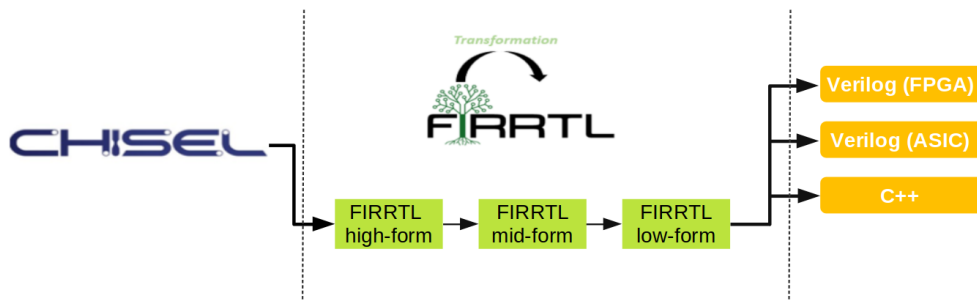 Transformation
FIRRTL
CHISEL
FIRRTL
high-form
FIRRTL
mid-form
FIRRTL
low-form
Verilog (FPGA)
Verilog (ASIC)
C++